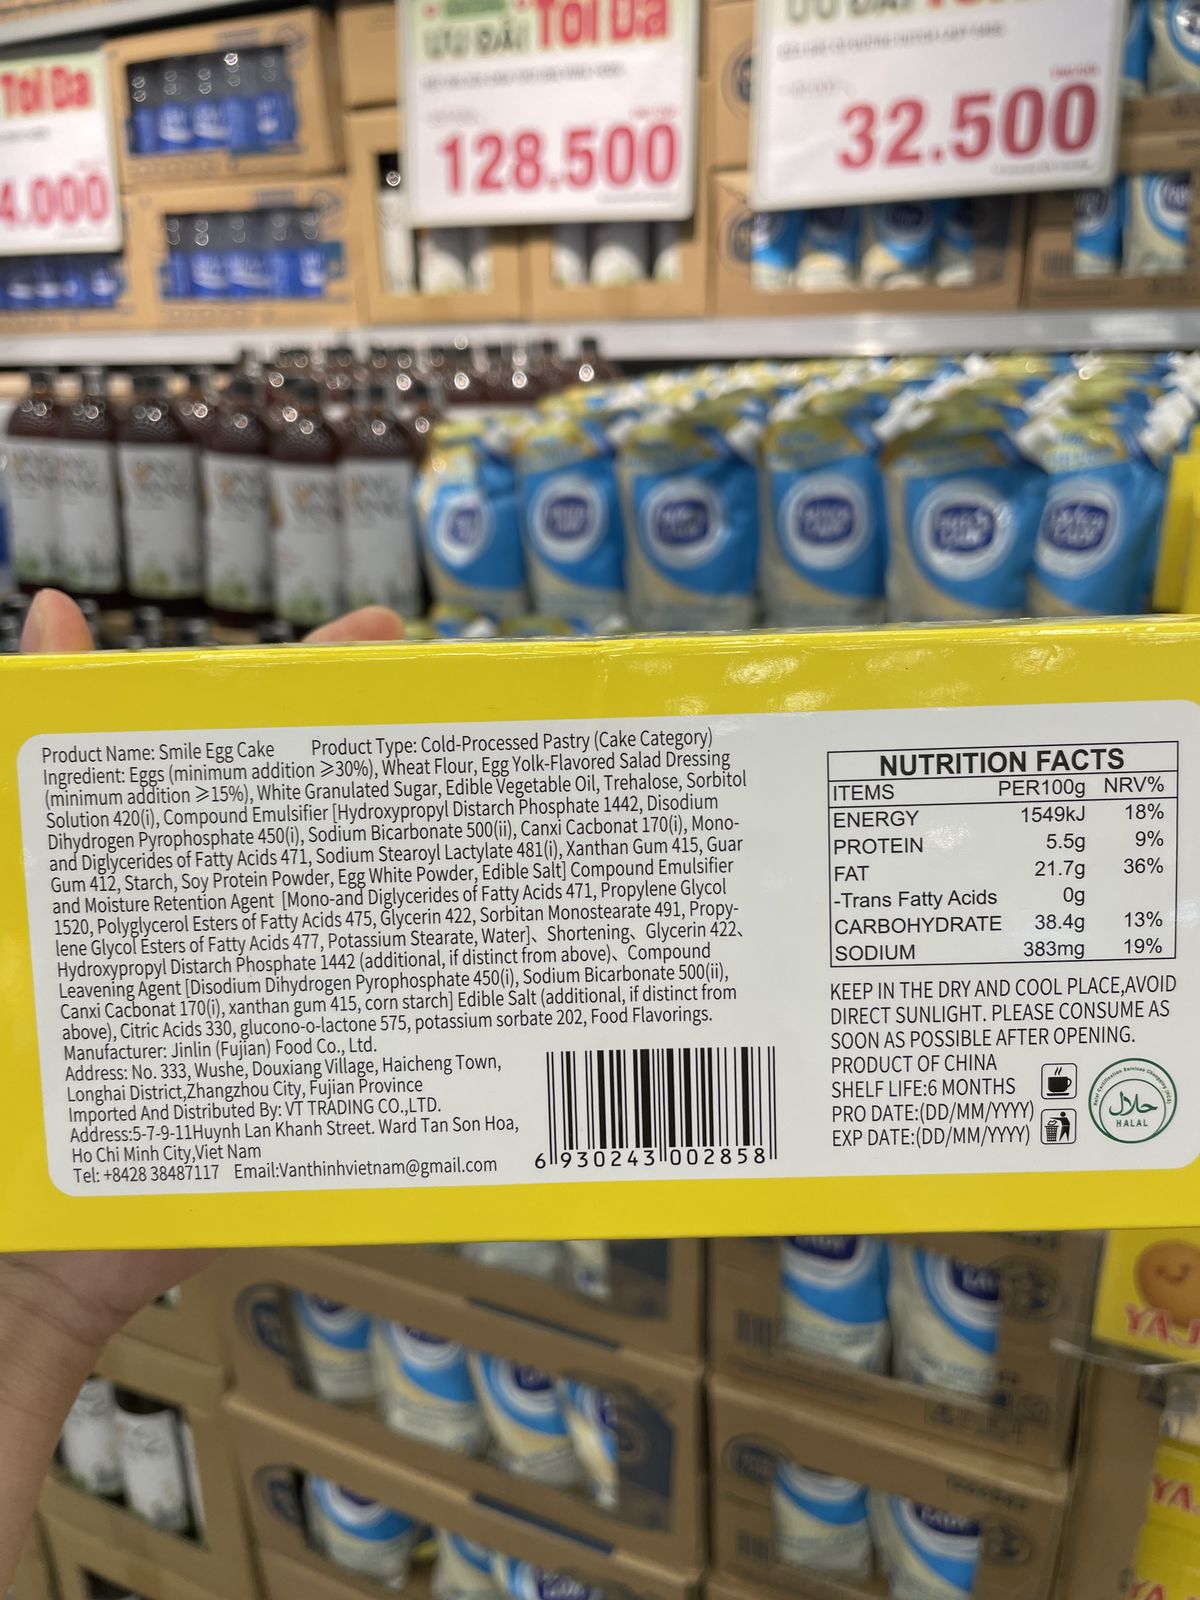 Tối Đa
4.000
ƯU ĐÃI Tối Đa
128.500
ƯU ĐÃI
32.500
Product Name: Smile Egg Cake Product Type: Cold-Processed Pastry (Cake Category)
Ingredient: Eggs (minimum addition ≥30%), Wheat Flour, Egg Yolk-Flavored Salad Dressing
(minimum addition ≥15%), White Granulated Sugar, Edible Vegetable Oil, Trehalose, Sorbitol
Solution 420(i), Compound Emulsifier [Hydroxypropyl Distarch Phosphate 1442, Disodium
Dihydrogen Pyrophosphate 450(i), Sodium Bicarbonate 500(ii), Canxi Cacbonat 170(i), Mono-
and Diglycerides of Fatty Acids 471, Sodium Stearoyl Lactylate 481(i), Xanthan Gum 415, Guar
Gum 412, Starch, Soy Protein Powder, Egg White Powder, Edible Salt] Compound Emulsifier
and Moisture Retention Agent [Mono-and Diglycerides of Fatty Acids 471, Propylene Glycol
1520, Polyglycerol Esters of Fatty Acids 475, Glycerin 422, Sorbitan Monostearate 491, Propy-
lene Glycol Esters of Fatty Acids 477, Potassium Stearate, Water]、Shortening、Glycerin 422、
Hydroxypropyl Distarch Phosphate 1442 (additional, if distinct from above)、Compound
Leavening Agent [Disodium Dihydrogen Pyrophosphate 450(i), Sodium Bicarbonate 500(ii),
Canxi Cacbonat 170(i), xanthan gum 415, corn starch] Edible Salt (additional, if distinct from
above), Citric Acids 330, glucono-o-lactone 575, potassium sorbate 202, Food Flavorings.
Manufacturer: Jinlin (Fujian) Food Co., Ltd.
Address: No. 333, Wushe, Douxiang Village, Haicheng Town,
Longhai District,Zhangzhou City, Fujian Province
Imported And Distributed By: VT TRADING CO.,LTD.
Address:5-7-9-11Huynh Lan Khanh Street. Ward Tan Son Hoa,
Ho Chi Minh City,Viet Nam
Tel: +8428 38487117 Email:Vanthinhvietnam@gmail.com
6 930243 002858
NUTRITION FACTS
ITEMS PER100g NRV%
ENERGY 1549kJ 18%
PROTEIN 5.5g 9%
FAT 21.7g 36%
-Trans Fatty Acids 0g
CARBOHYDRATE 38.4g 13%
SODIUM 383mg 19%
KEEP IN THE DRY AND COOL PLACE,AVOID
DIRECT SUNLIGHT. PLEASE CONSUME AS
SOON AS POSSIBLE AFTER OPENING.
PRODUCT OF CHINA
SHELF LIFE:6 MONTHS
PRO DATE:(DD/MM/YYYY)
EXP DATE:(DD/MM/YYYY)
حلال
HALAL